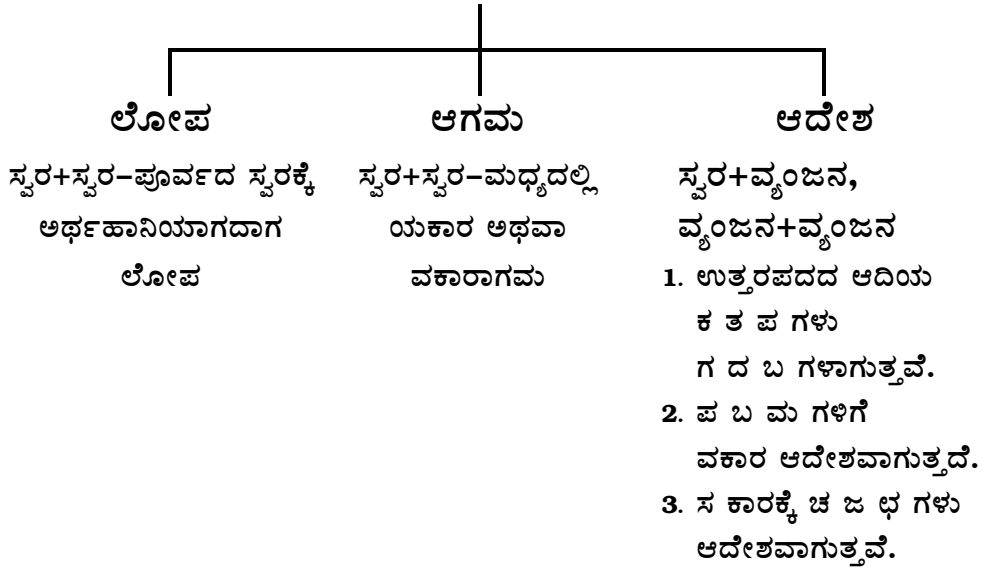 ಲೋಪ
ಸ್ವರ+ಸ್ವರ–ಪೂರ್ವದ ಸ್ವರಕ್ಕೆ
ಅರ್ಥಹಾನಿಯಾಗದಾಗ
ಲೋಪ
ಆಗಮ
ಸ್ವರ+ಸ್ವರ–ಮಧ್ಯದಲ್ಲಿ
ಯಕಾರ ಅಥವಾ
ವಕಾರಾಗಮ
ಆದೇಶ
ಸ್ವರ+ವ್ಯಂಜನ,
ವ್ಯಂಜನ+ವ್ಯಂಜನ
1. ಉತ್ತರಪದದ ಆದಿಯ
ಕ ತ ಪ ಗಳು
ಗ ದ ಬ ಗಳಾಗುತ್ತವೆ.
2. ಪ ಬ ಮ ಗಳಿಗೆ
ವಕಾರ ಆದೇಶವಾಗುತ್ತದೆ.
3. ಸ ಕಾರಕ್ಕೆ ಚ ಜ ಛ ಗಳು
ಆದೇಶವಾಗುತ್ತವೆ.